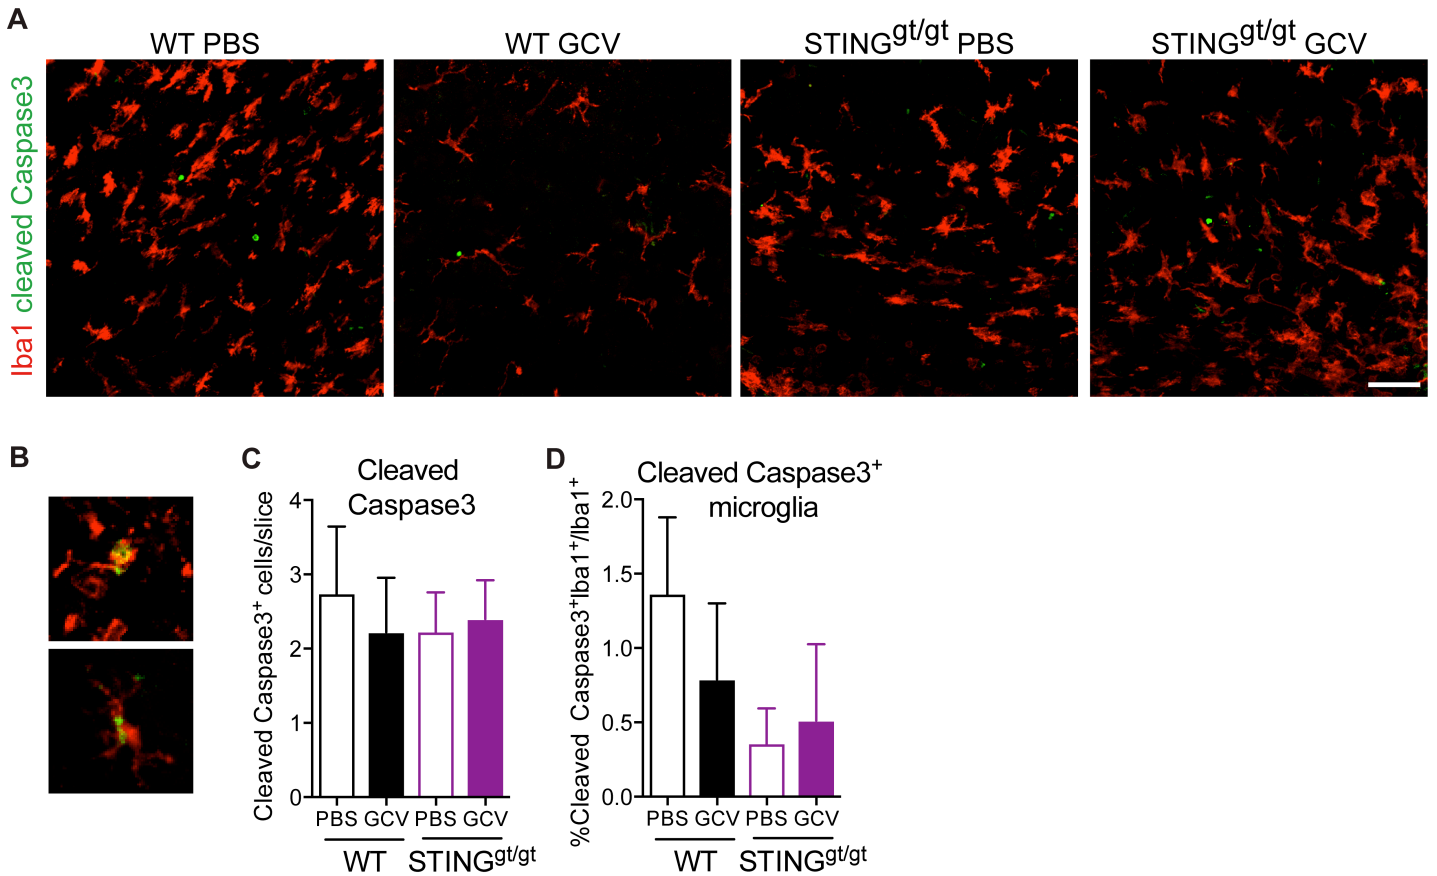 A
WT PBS
WT GCV
STINGgt/gt PBS
STINGgt/gt GCV
Iba1 cleaved Caspase3
B
C
Cleaved
Caspase3
Cleaved Caspase3+ cells/slice
4
3
2
1
0
PBS GCV PBS GCV
WT STINGgt/gt
D
Cleaved Caspase3+
microglia
%Cleaved Caspase3+Iba1+/Iba1+
2.0
1.5
1.0
0.5
0.0
PBS GCV PBS GCV
WT STINGgt/gt